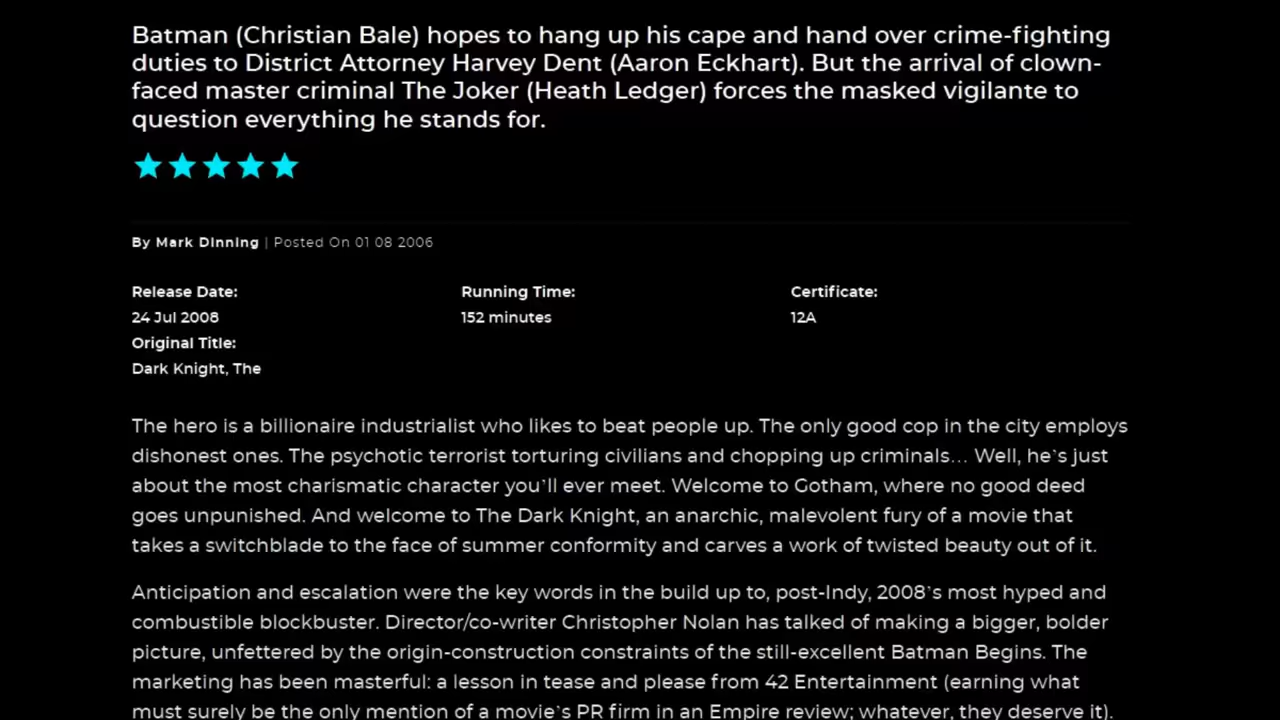 Batman (Christian Bale) hopes to hang up his cape and hand over crime-fighting
duties to District Attorney Harvey Dent (Aaron Eckhart). But the arrival of clown-
faced master criminal The Joker (Heath Ledger) forces the masked vigilante to
question everything he stands for.
By Mark Dinning | Posted On 01 08 2006
Release Date:
24 Jul 2008
Running Time:
152 minutes
Certificate:
12A
Original Title:
Dark Knight, The
The hero is a billionaire industrialist who likes to beat people up. The only good cop in the city employs
dishonest ones. The psychotic terrorist torturing civilians and chopping up criminals… Well, he's just
about the most charismatic character you'll ever meet. Welcome to Gotham, where no good deed
goes unpunished. And welcome to The Dark Knight, an anarchic, malevolent fury of a movie that
takes a switchblade to the face of summer conformity and carves a work of twisted beauty out of it.
Anticipation and escalation were the key words in the build up to, post-Indy, 2008's most hyped and
combustible blockbuster. Director/co-writer Christopher Nolan has talked of making a bigger, bolder
picture, unfettered by the origin-construction constraints of the still-excellent Batman Begins. The
marketing has been masterful: a lesson in tease and please from 42 Entertainment (earning what
must surely be the only mention of a movie's PR firm in an Empire review; whatever, they deserve it).